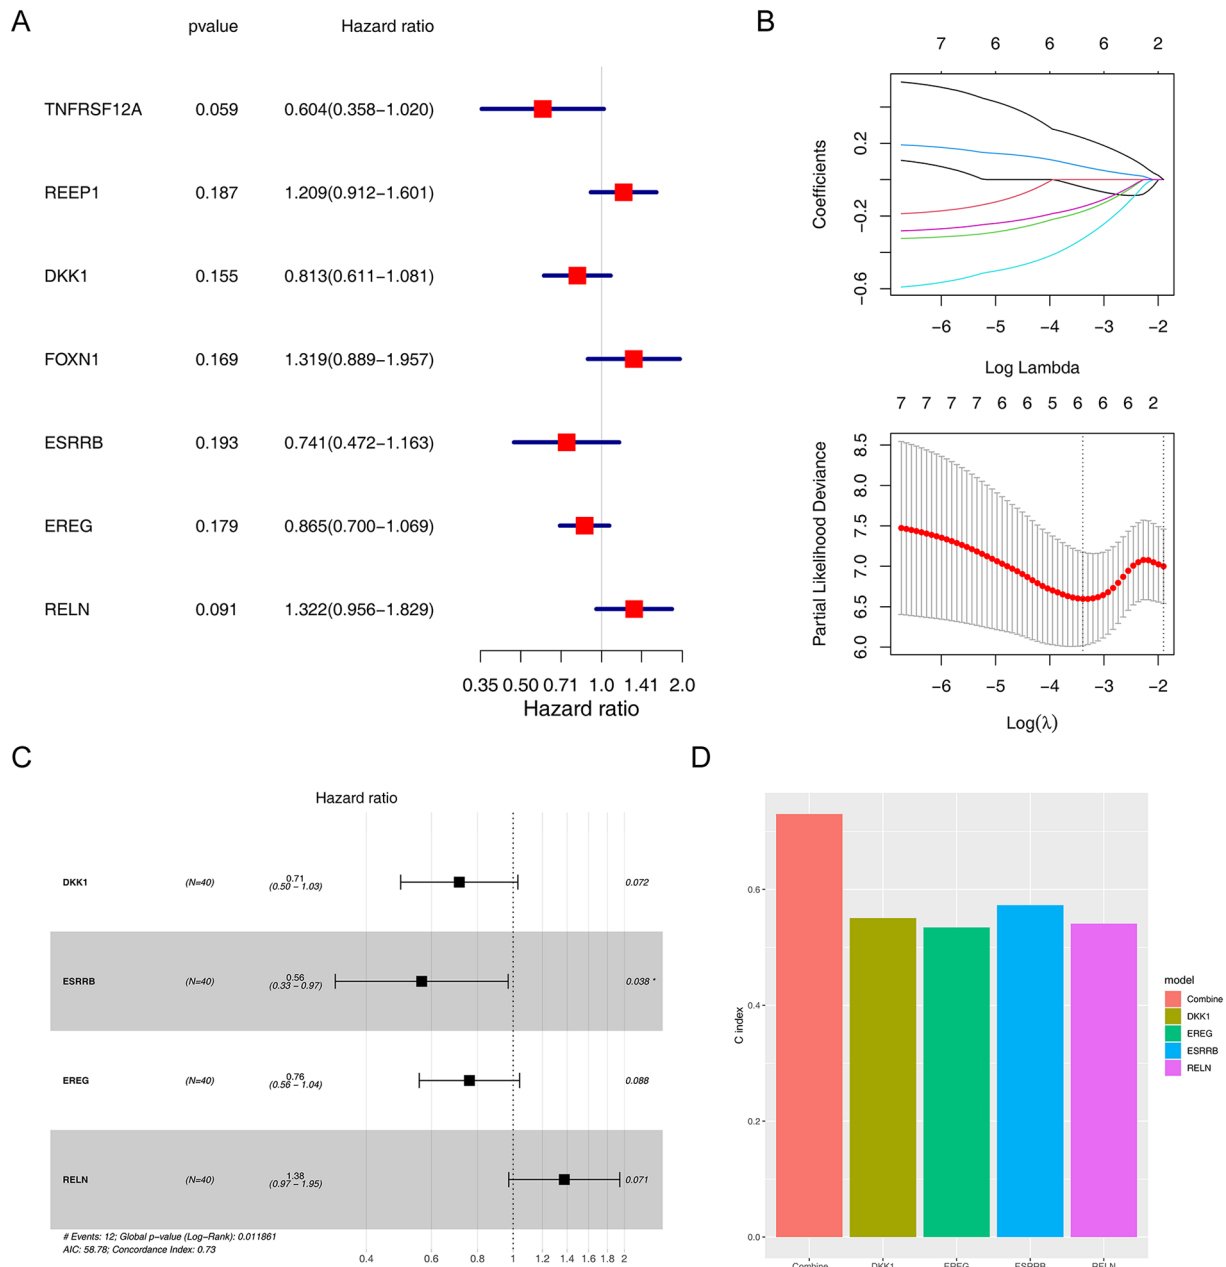 A
pvalue Hazard ratio
TNFRSF12A 0.059 0.604(0.358−1.020)
REEP1 0.187 1.209(0.912−1.601)
DKK1 0.155 0.813(0.611−1.081)
FOXN1 0.169 1.319(0.889−1.957)
ESRRB 0.193 0.741(0.472−1.163)
EREG 0.179 0.865(0.700−1.069)
RELN 0.091 1.322(0.956−1.829)
0.35 0.50 0.71 1.0 1.41 2.0
Hazard ratio
B
7 6 6 6 2
Coefficients
0.2
−0.2
−0.6
−6 −5 −4 −3 −2
Log Lambda
7 7 7 7 6 6 5 6 6 6 2
Partial Likelihood Deviance
8.5
8.0
7.5
7.0
6.5
6.0
−6 −5 −4 −3 −2
Log(λ)
C
Hazard ratio
DKK1 (N=40) 0.71 (0.50 − 1.03) 0.072
ESRRB (N=40) 0.56 (0.33 − 0.97) 0.038 *
EREG (N=40) 0.76 (0.56 − 1.04) 0.088
RELN (N=40) 1.38 (0.97 − 1.95) 0.071
# Events: 12; Global p−value (Log−Rank): 0.011861
AIC: 58.78; Concordance Index: 0.73
0.4 0.6 0.8 1 1.2 1.4 1.6 1.8 2
D
C index
0.6
0.4
0.2
0.0
Combine DKK1 EREG ESRRB RELN
model
Combine
DKK1
EREG
ESRRB
RELN